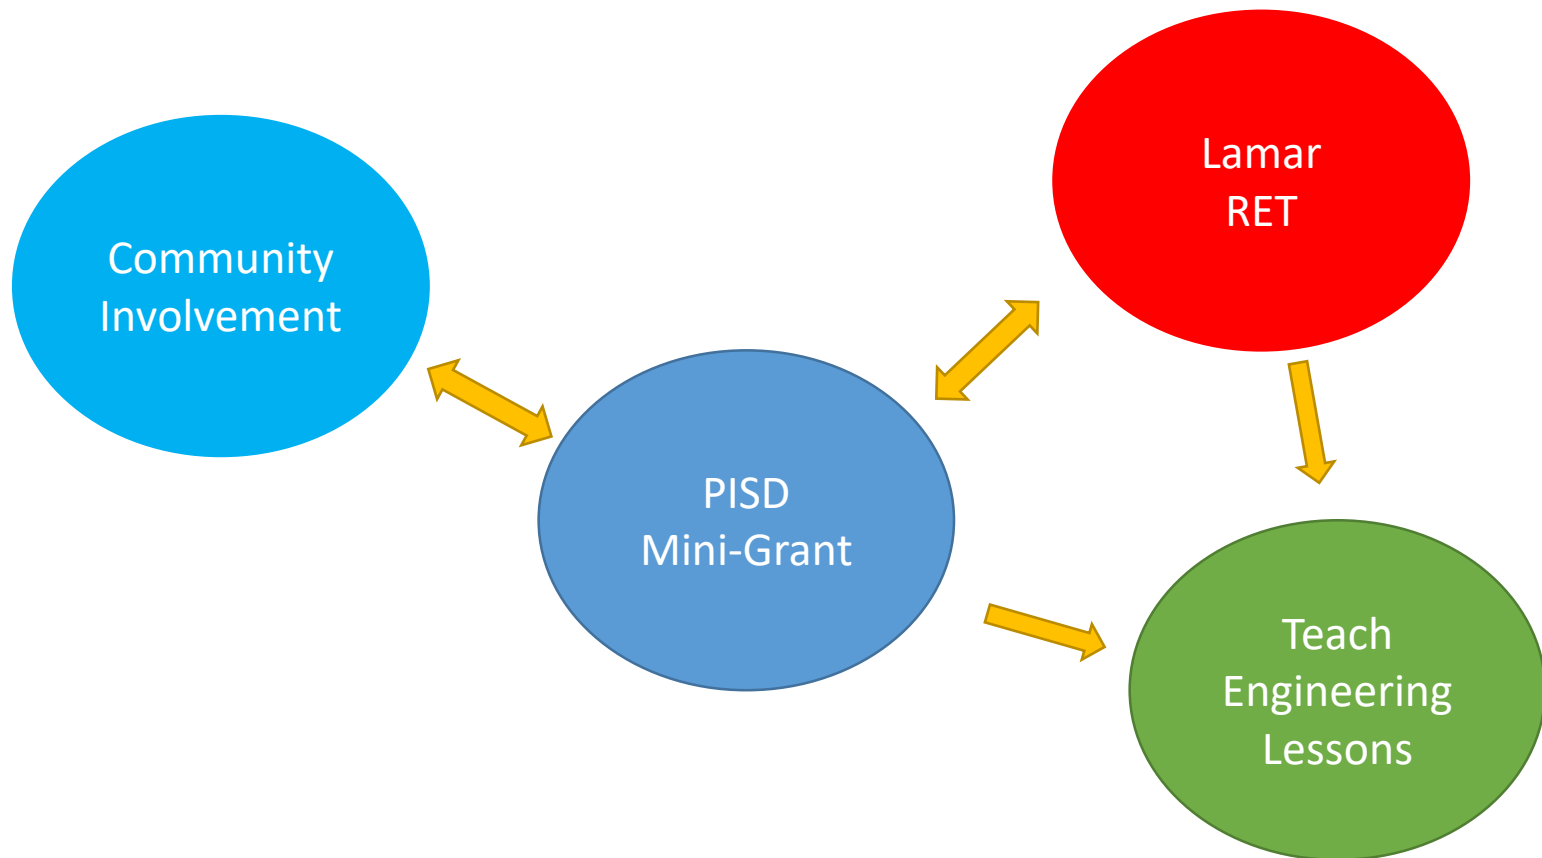 Community
Involvement
Lamar
RET
PISD
Mini-Grant
Teach
Engineering
Lessons